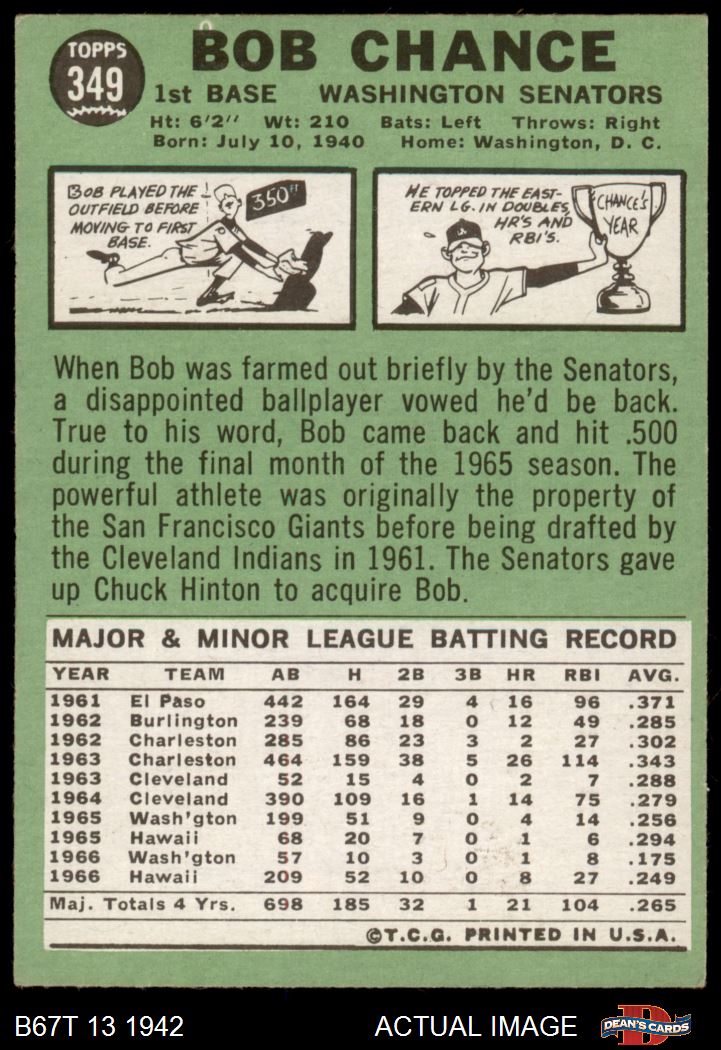 TOPPS
349
BOB CHANCE
1st BASE WASHINGTON SENATORS
Ht: 6'2" Wt: 210 Bats: Left Throws: Right
Born: July 10, 1940 Home: Washington, D. C.
BOB PLAYED THE
OUTFIELD BEFORE
MOVING TO FIRST
BASE.
350 FT
HE TOPPED THE EAST-
ERN LG. IN DOUBLES,
HR'S AND
RBI'S.
CHANCE'S
YEAR
When Bob was farmed out briefly by the Senators,
a disappointed ballplayer vowed he'd be back.
True to his word, Bob came back and hit .500
during the final month of the 1965 season. The
powerful athlete was originally the property of
the San Francisco Giants before being drafted by
the Cleveland Indians in 1961. The Senators gave
up Chuck Hinton to acquire Bob.
MAJOR & MINOR LEAGUE BATTING RECORD
YEAR TEAM AB H 2B 3B HR RBI AVG.
1961 El Paso 442 164 29 4 16 96 .371
1962 Burlington 239 68 18 0 12 49 .285
1962 Charleston 285 86 23 3 2 27 .302
1963 Charleston 464 159 38 5 26 114 .343
1963 Cleveland 52 15 4 0 2 7 .288
1964 Cleveland 390 109 16 1 14 75 .279
1965 Wash'gton 199 51 9 0 4 14 .256
1965 Hawaii 68 20 7 0 1 6 .294
1966 Wash'gton 57 10 3 0 1 8 .175
1966 Hawaii 209 52 10 0 8 27 .249
Maj. Totals 4 Yrs. 698 185 32 1 21 104 .265
©T.C.G. PRINTED IN U.S.A.
B67T 13 1942 ACTUAL IMAGE
DEAN'S CARDS